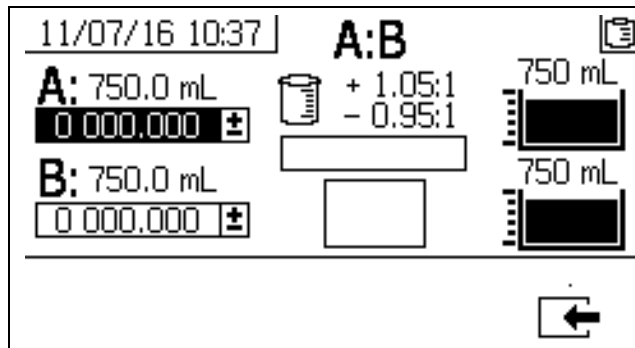 11/07/16 10:37
A:B
A: 750.0 mL
0 000.000 ±
+ 1.05:1
- 0.95:1
750 mL
B: 750.0 mL
0 000.000 ±
750 mL